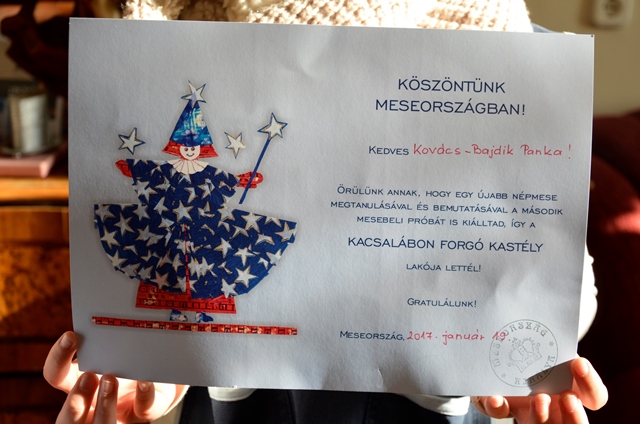 KÖSZÖNTÜNK
MESEORSZÁGBAN!
KEDVES Kovács-Bajdik Panka!
ÖRÜLÜNK ANNAK, HOGY EGY ÚJABB NÉPMESE
MEGTANULÁSÁVAL ÉS BEMUTATÁSÁVAL A MÁSODIK
MESEBELI PRÓBÁT IS KIÁLLTAD, ÍGY A
KACSALÁBON FORGÓ KASTÉLY
LAKÓJA LETTÉL!
GRATULÁLUNK!
MESEORSZÁG, 2017. január 19.
MESEORSZÁG